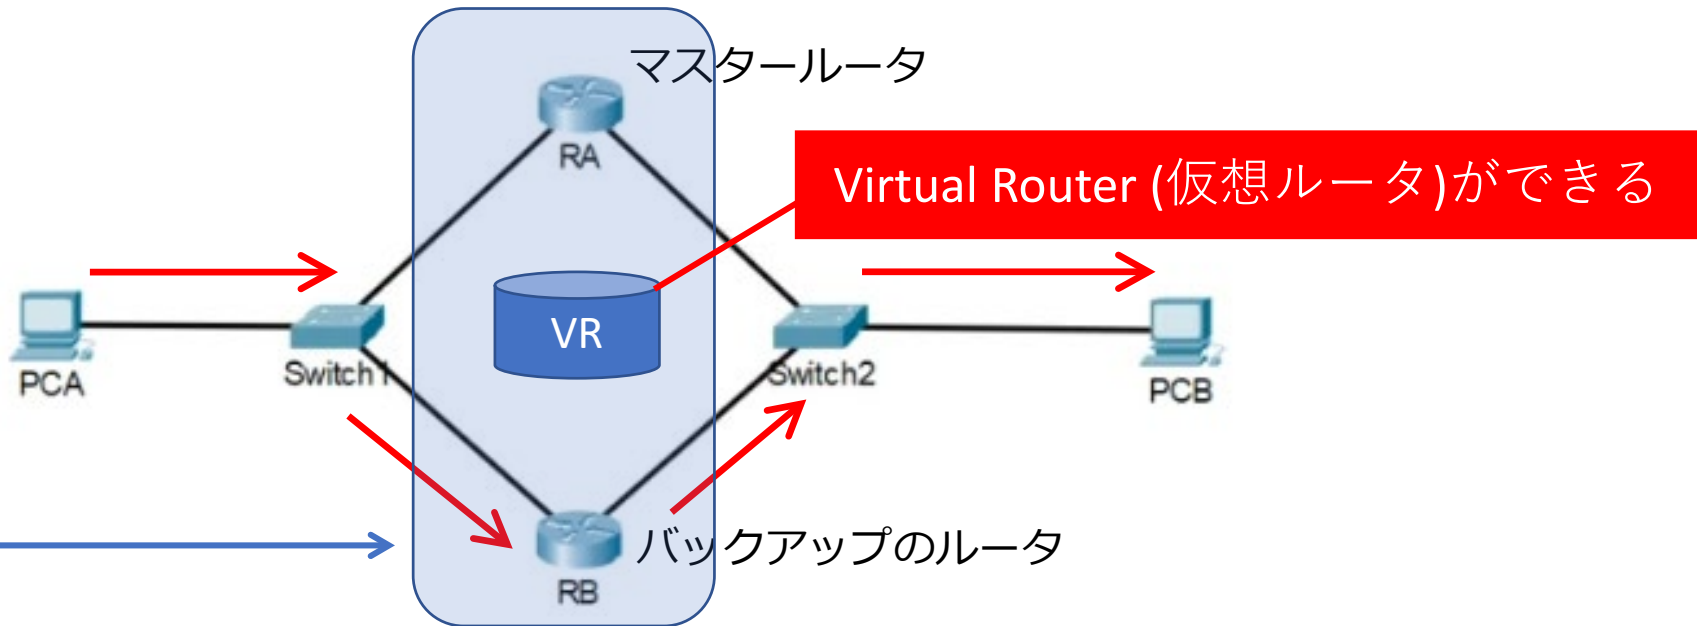 マスタールータ
RA
Virtual Router (仮想ルータ)ができる
VR
PCA
Switch1
Switch2
PCB
バックアップのルータ
RB